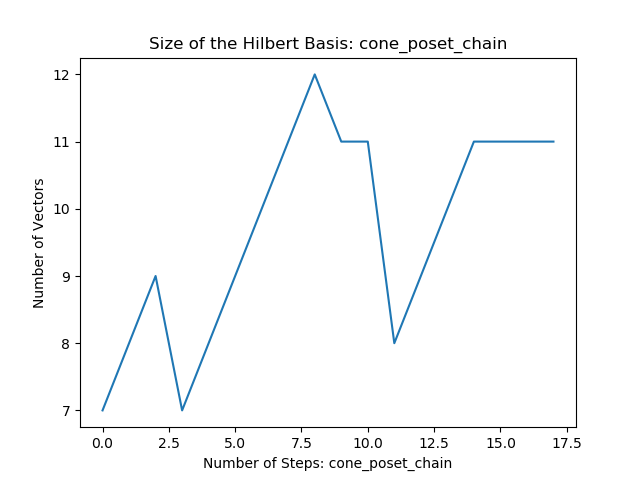 Size of the Hilbert Basis: cone_poset_chain
Number of Vectors
12
11
10
9
8
7
0.0 2.5 5.0 7.5 10.0 12.5 15.0 17.5
Number of Steps: cone_poset_chain